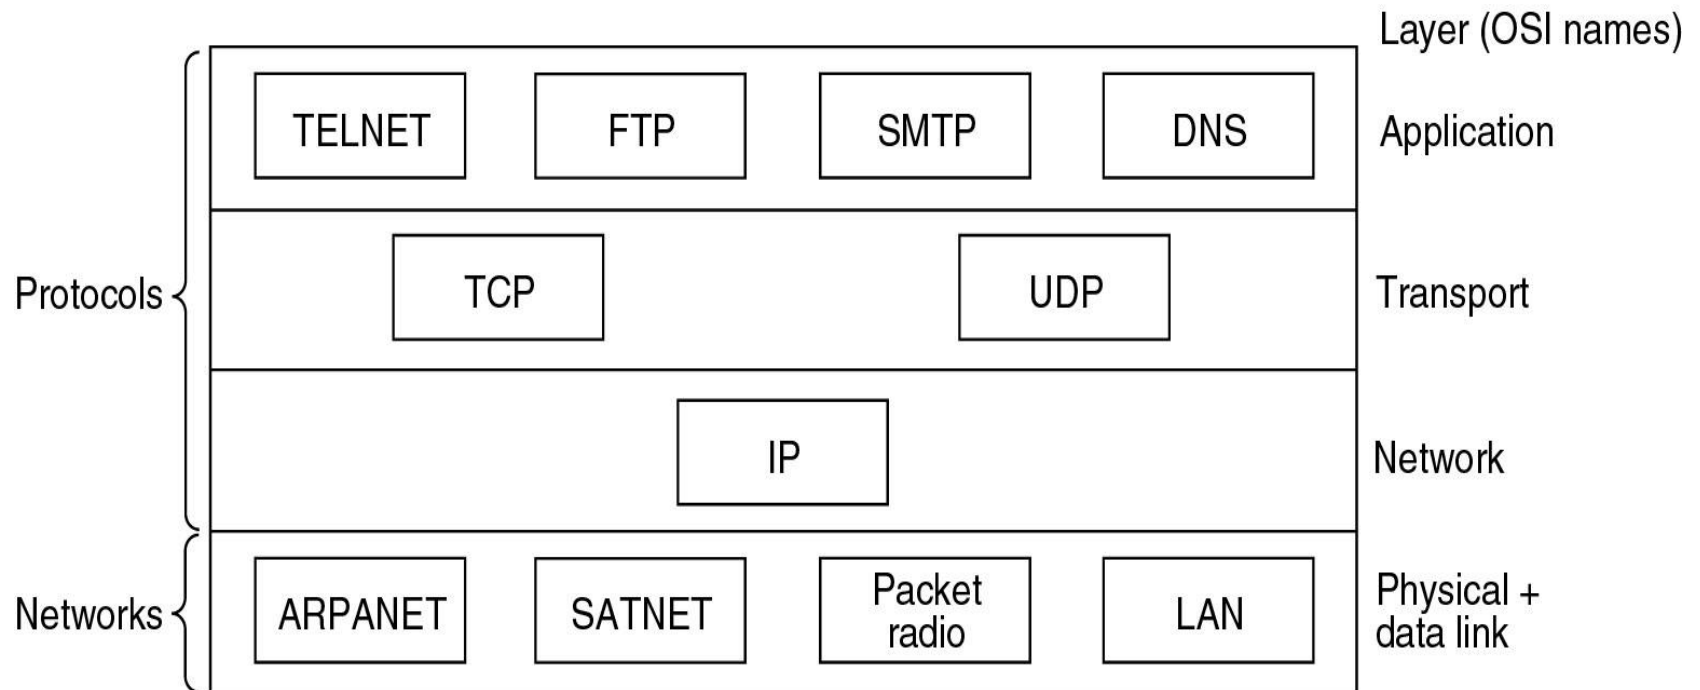 Layer (OSI names)
TELNET FTP SMTP DNS Application
Protocols TCP UDP Transport
IP Network
Networks ARPANET SATNET Packet radio LAN Physical + data link